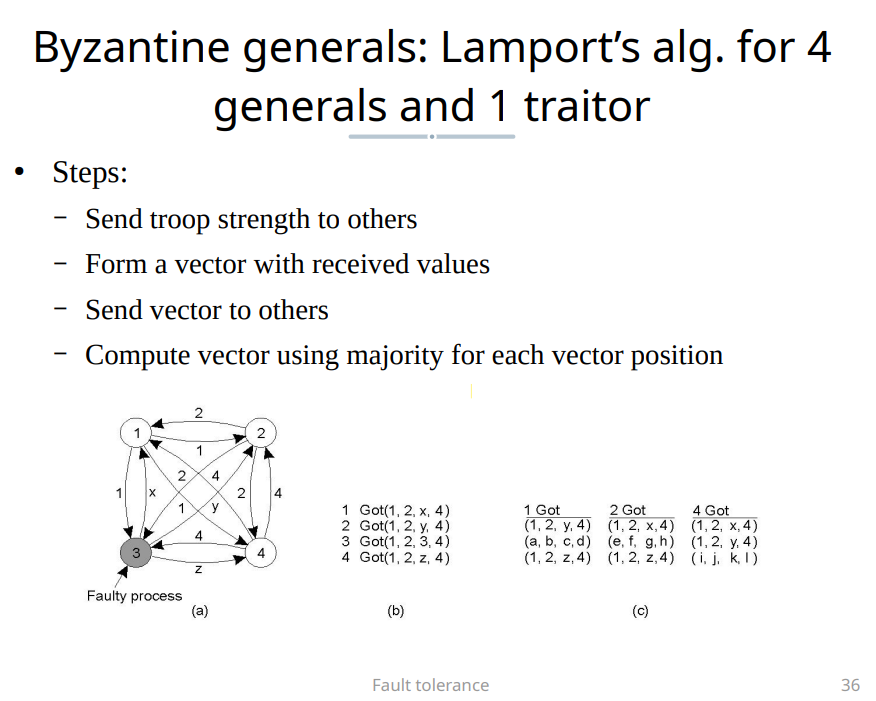 Byzantine generals: Lamport’s alg. for 4
generals and 1 traitor
• Steps:
– Send troop strength to others
– Form a vector with received values
– Send vector to others
– Compute vector using majority for each vector position
2
1 2
1
2 4
1 x 2 4
1 y
4
3 4
z
Faulty process
(a)
1 Got(1, 2, x, 4)
2 Got(1, 2, y, 4)
3 Got(1, 2, 3, 4)
4 Got(1, 2, z, 4)
(b)
1 Got 2 Got 4 Got
(1, 2, y, 4) (1, 2, x, 4) (1, 2, x, 4)
(a, b, c, d) (e, f, g, h) (1, 2, y, 4)
(1, 2, z, 4) (1, 2, z, 4) (i, j, k, l)
(c)
Fault tolerance 36